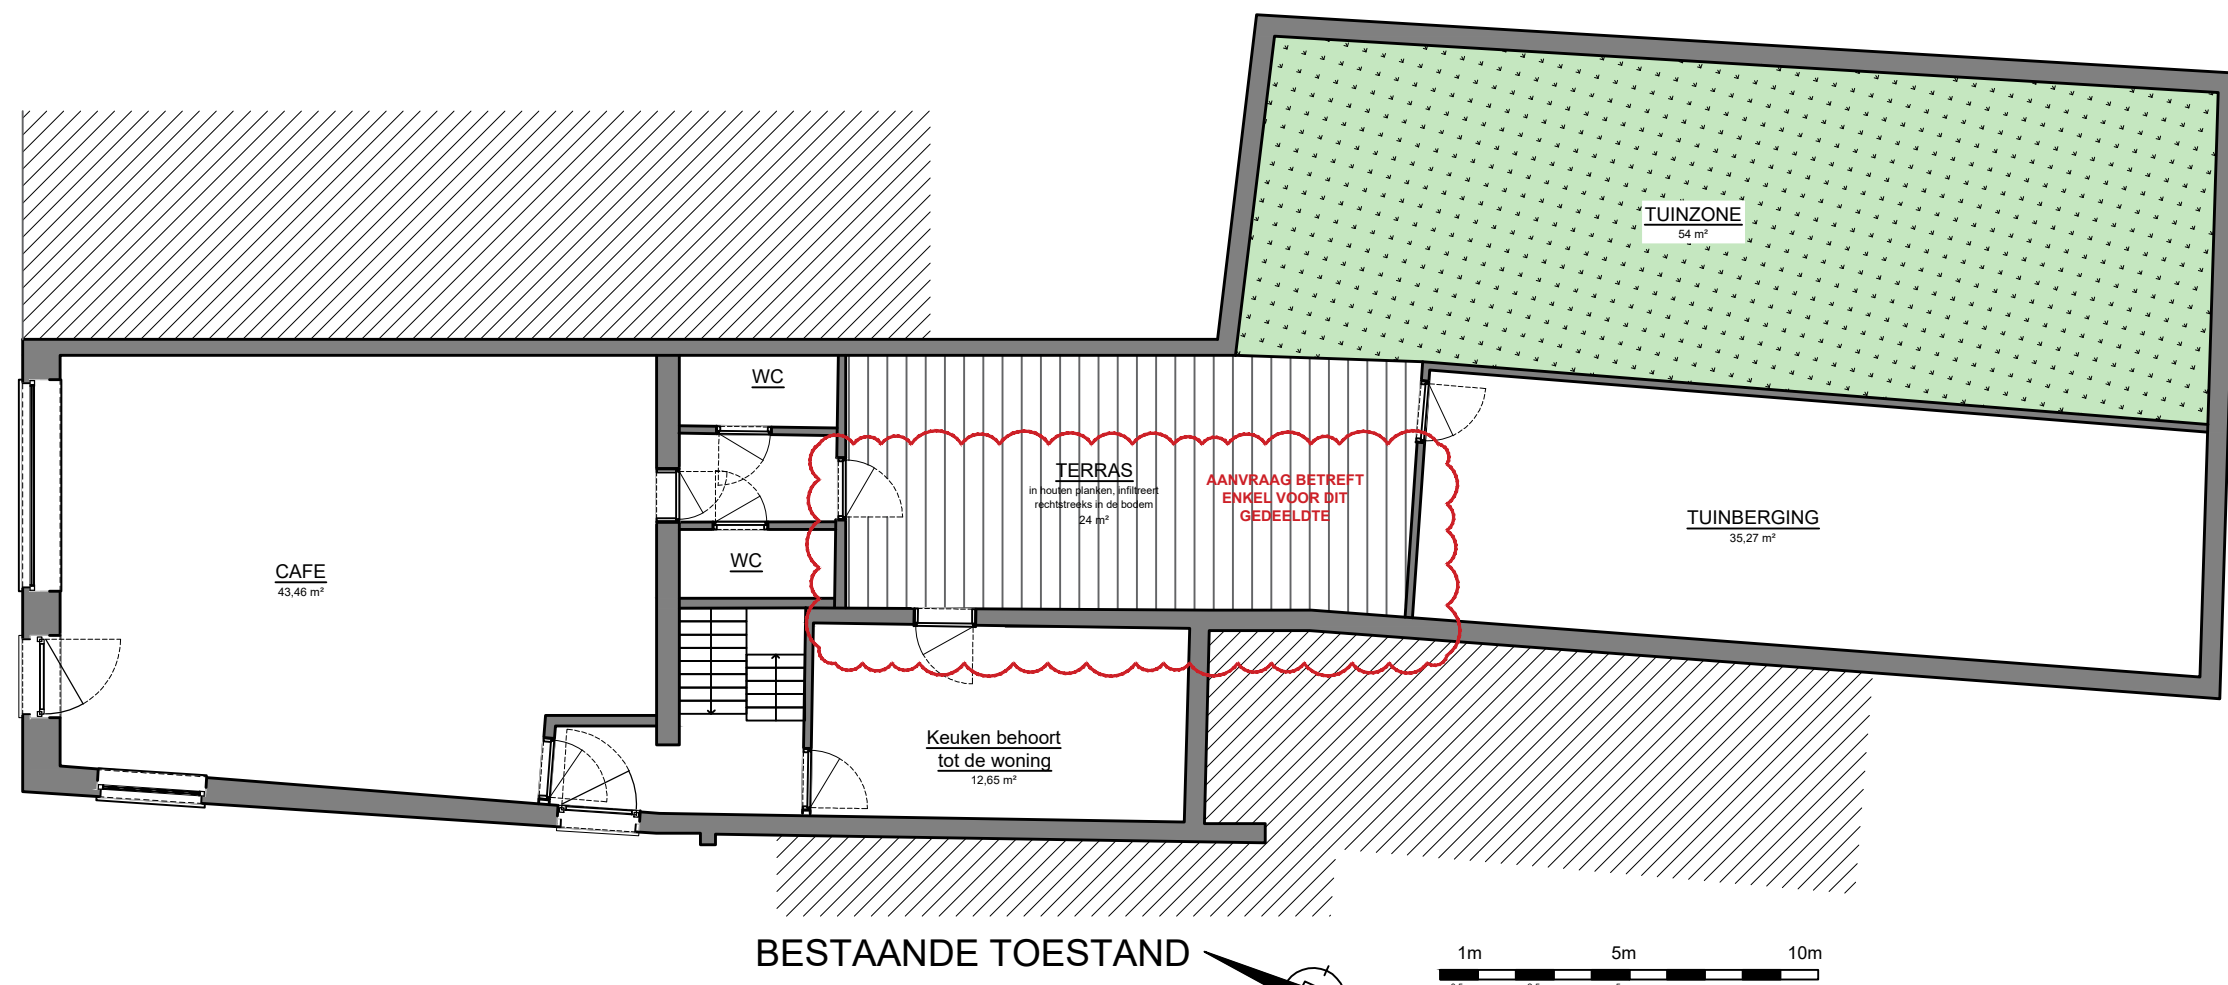 TUINZONE
54 m²
WC
TERRAS
in houten planken, infiltreert
rechtstreeks in de bodem
24 m²
AANVRAAG BETREFT
ENKEL VOOR DIT
GEDEELDTE
TUINBERGING
35,27 m²
WC
CAFE
43,46 m²
Keuken behoort
tot de woning
12,65 m²
BESTAANDE TOESTAND
1m 5m 10m